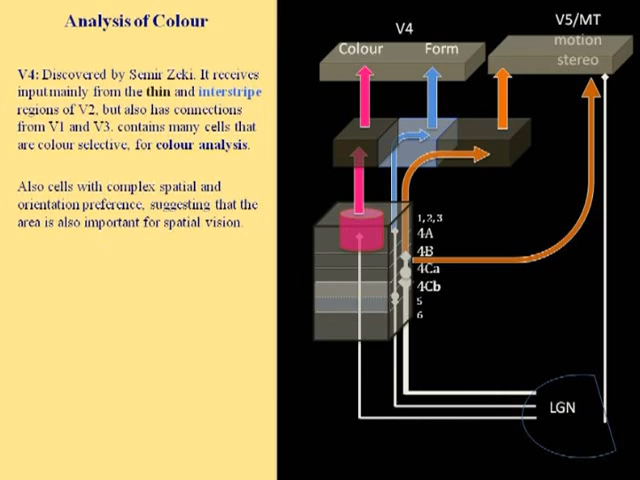 Analysis of Colour
V4: Discovered by Semir Zeki. It receives
input mainly from the thin and interstripe
regions of V2, but also has connections
from V1 and V3. contains many cells that
are colour selective, for colour analysis.
Also cells with complex spatial and
orientation preference, suggesting that the
area is also important for spatial vision.
V4
Colour Form
V5/MT
motion
stereo
1,2,3
4A
4B
4Ca
4Cb
5
6
LGN